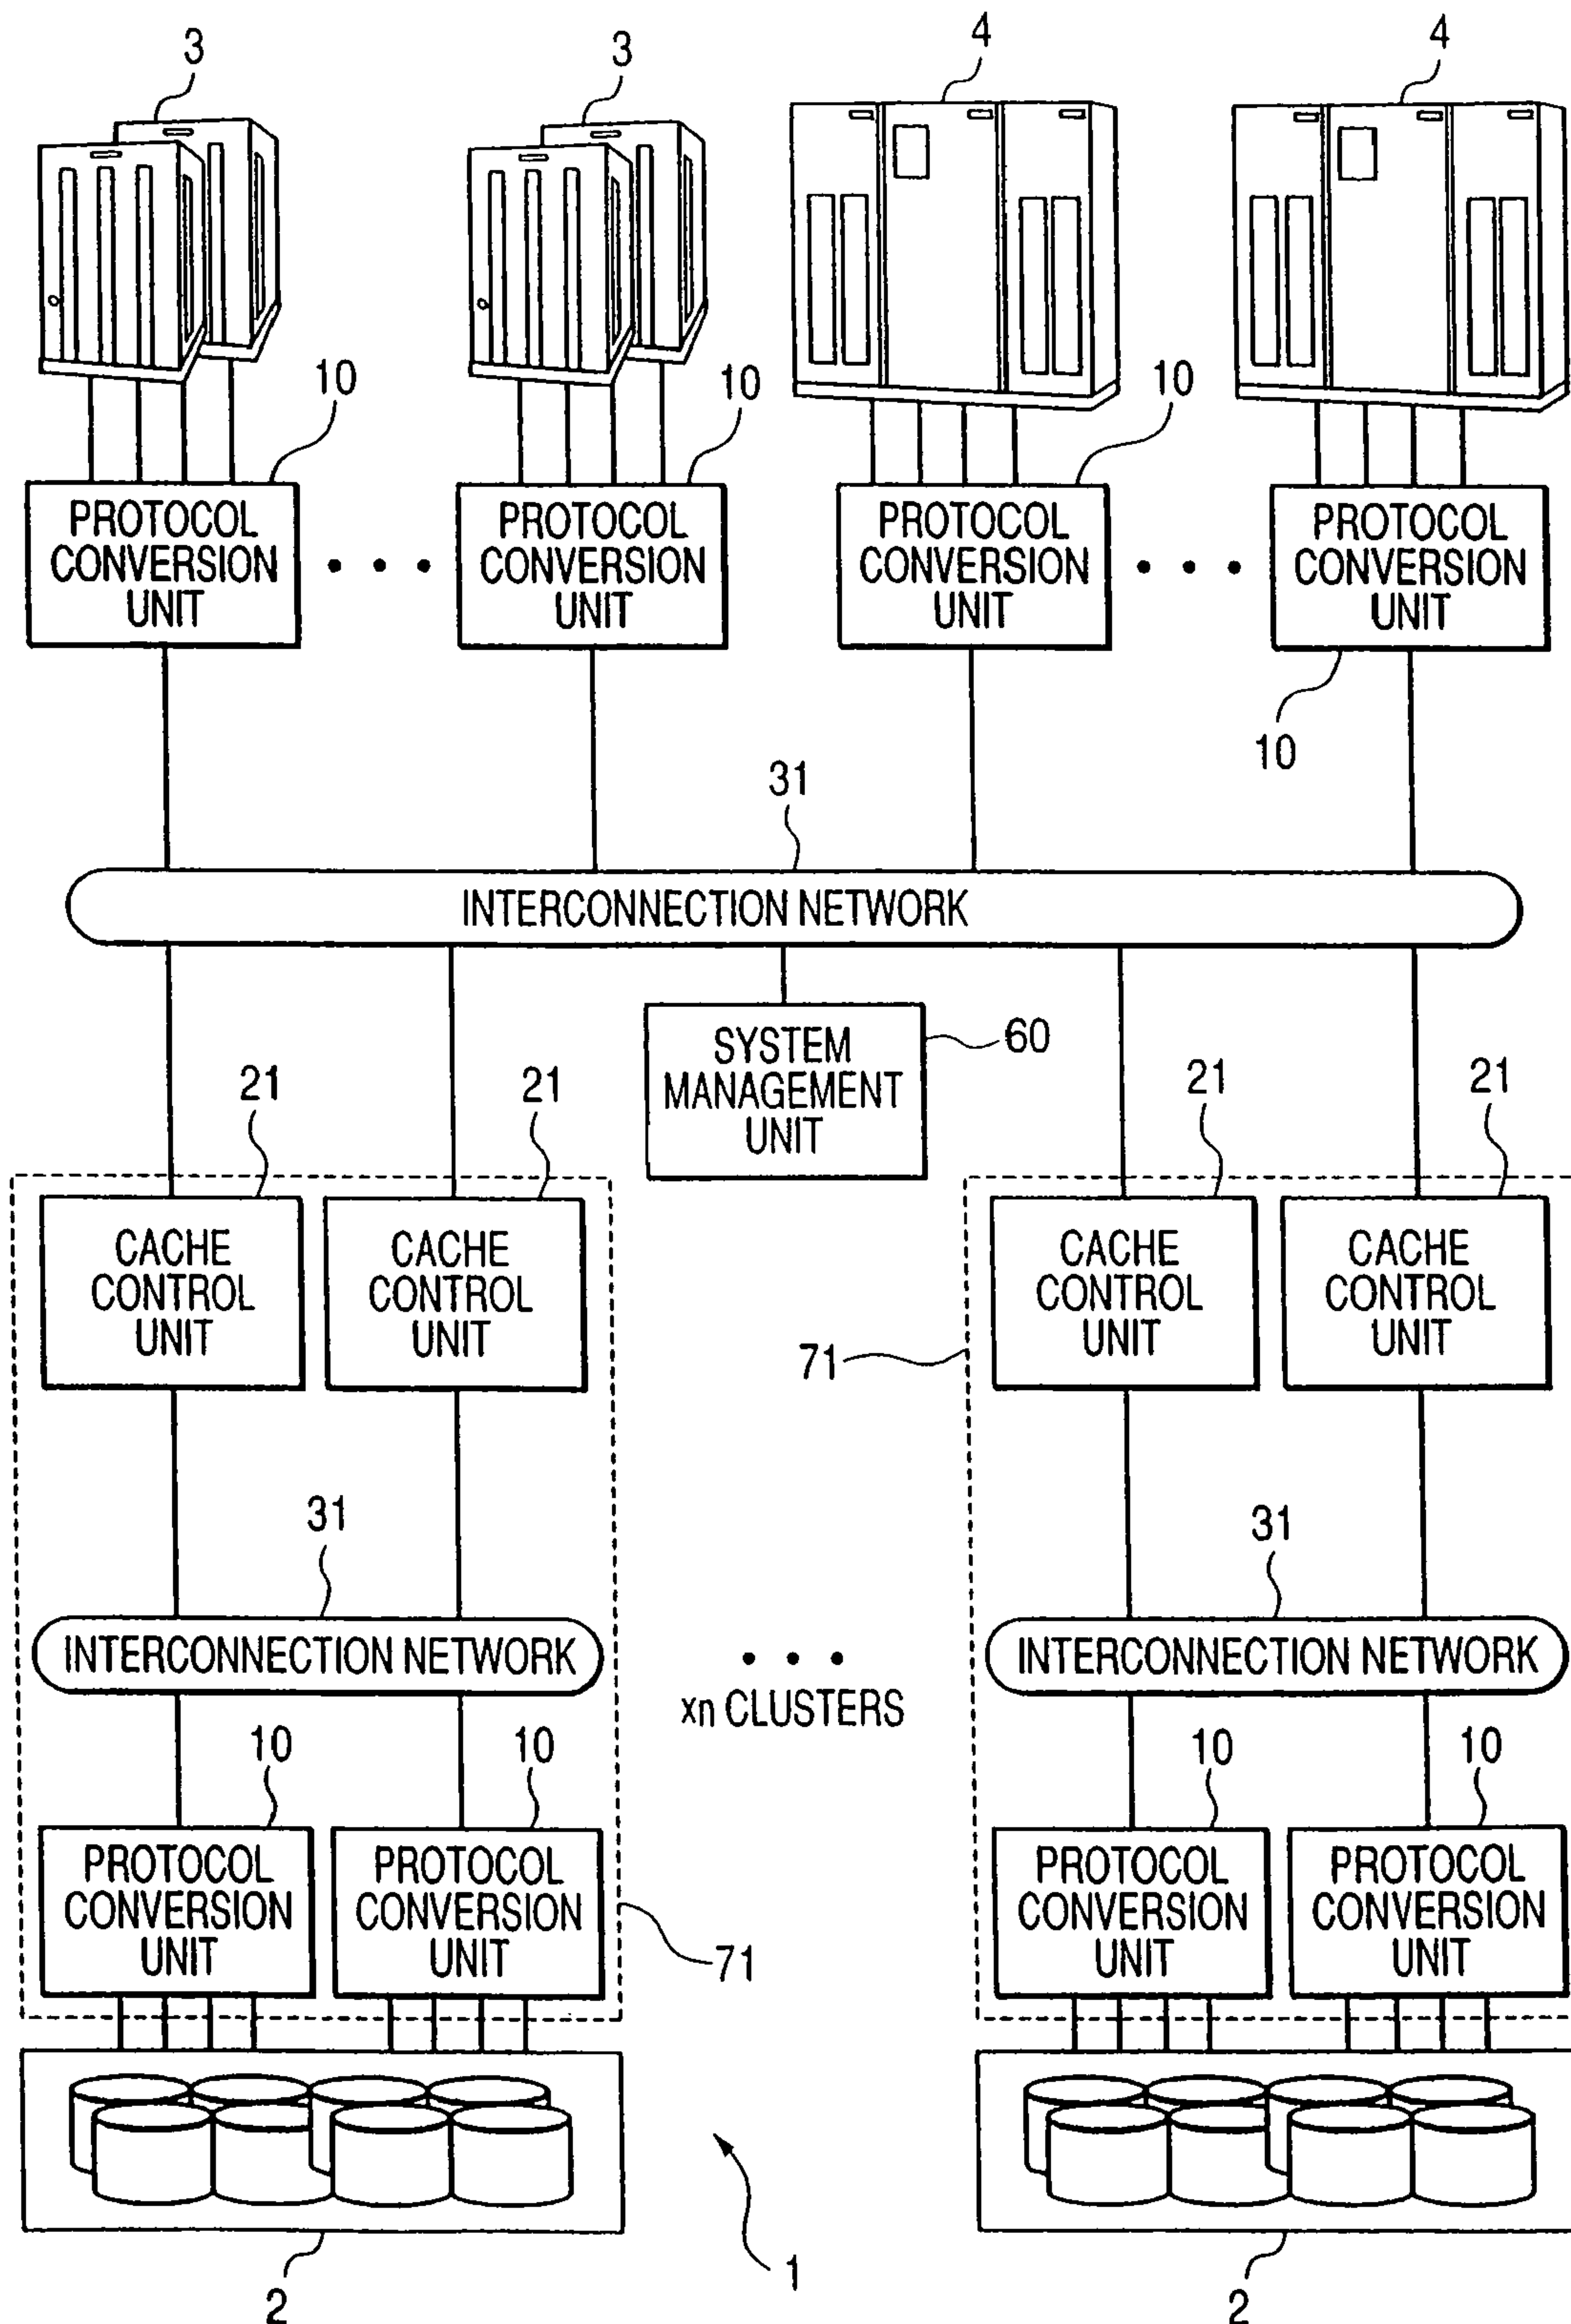 3
3
4
4
10
10
10
PROTOCOL
CONVERSION
UNIT
PROTOCOL
CONVERSION
UNIT
PROTOCOL
CONVERSION
UNIT
PROTOCOL
CONVERSION
UNIT
10
31
INTERCONNECTION NETWORK
SYSTEM
MANAGEMENT
UNIT
60
21
21
21
21
CACHE
CONTROL
UNIT
CACHE
CONTROL
UNIT
CACHE
CONTROL
UNIT
CACHE
CONTROL
UNIT
71
31
31
INTERCONNECTION NETWORK
INTERCONNECTION NETWORK
xn CLUSTERS
10
10
10
10
PROTOCOL
CONVERSION
UNIT
PROTOCOL
CONVERSION
UNIT
PROTOCOL
CONVERSION
UNIT
PROTOCOL
CONVERSION
UNIT
71
2
1
2